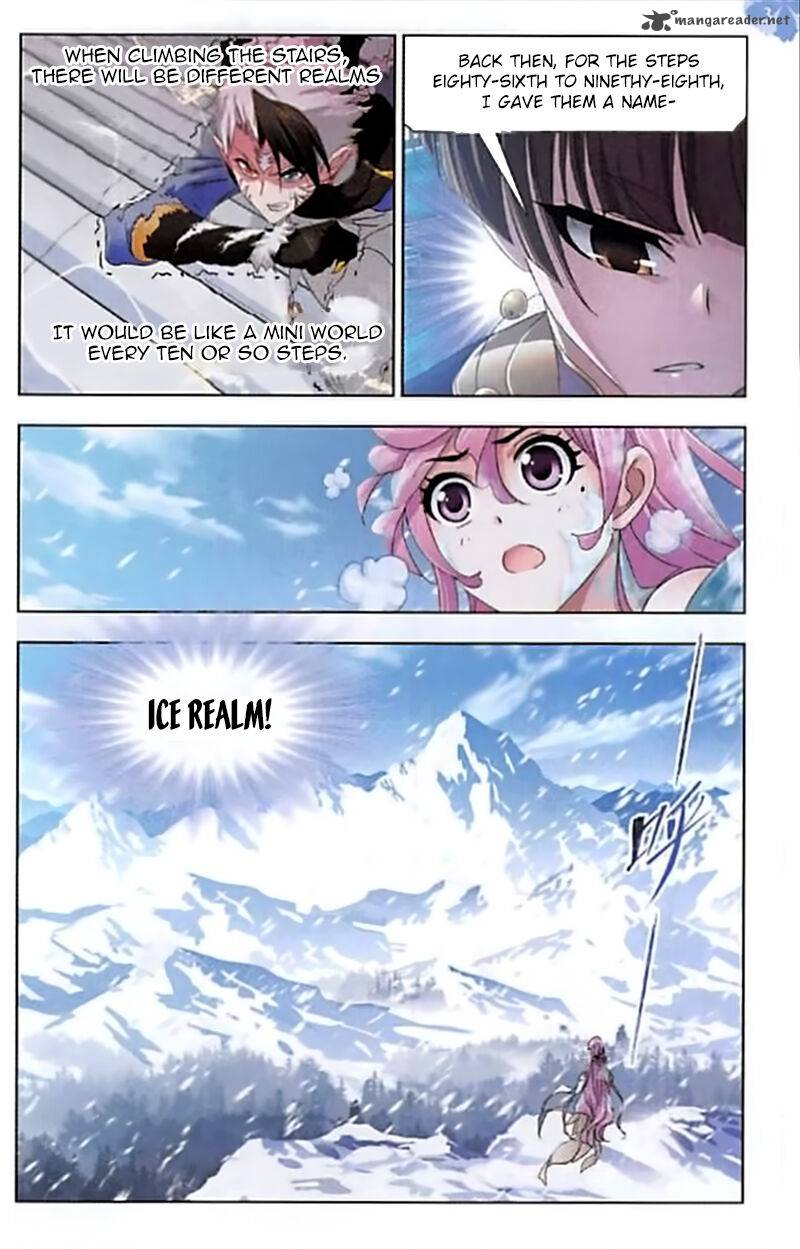 mangareader.net
WHEN CLIMBING THE STAIRS,
THERE WILL BE DIFFERENT REALMS
IT WOULD BE LIKE A MINI WORLD
EVERY TEN OR SO STEPS.
BACK THEN, FOR THE STEPS
EIGHTY-SIXTH TO NINETHY-EIGHTH,
I GAVE THEM A NAME-
ICE REALM!
呼